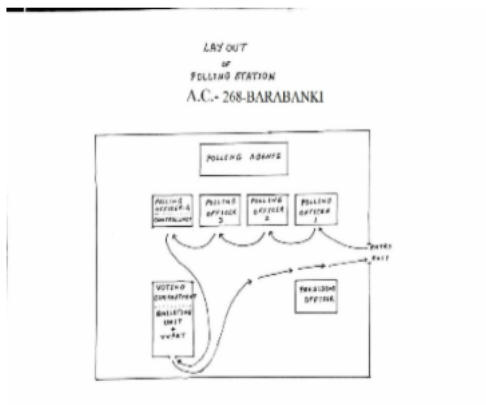 LAY OUT
OF
POLLING STATION
A.C.- 268-BARABANKI
POLLING AGENTS
POLLING
OFFICER
CONTROL UNIT
POLLING
OFFICER
3
POLLING
OFFICER
2
POLLING
OFFICER
1
ENTRY
EXIT
VOTING
COMPARTMENT
BALLOTING
UNIT
+
VVPAT
PRESIDING
OFFICER